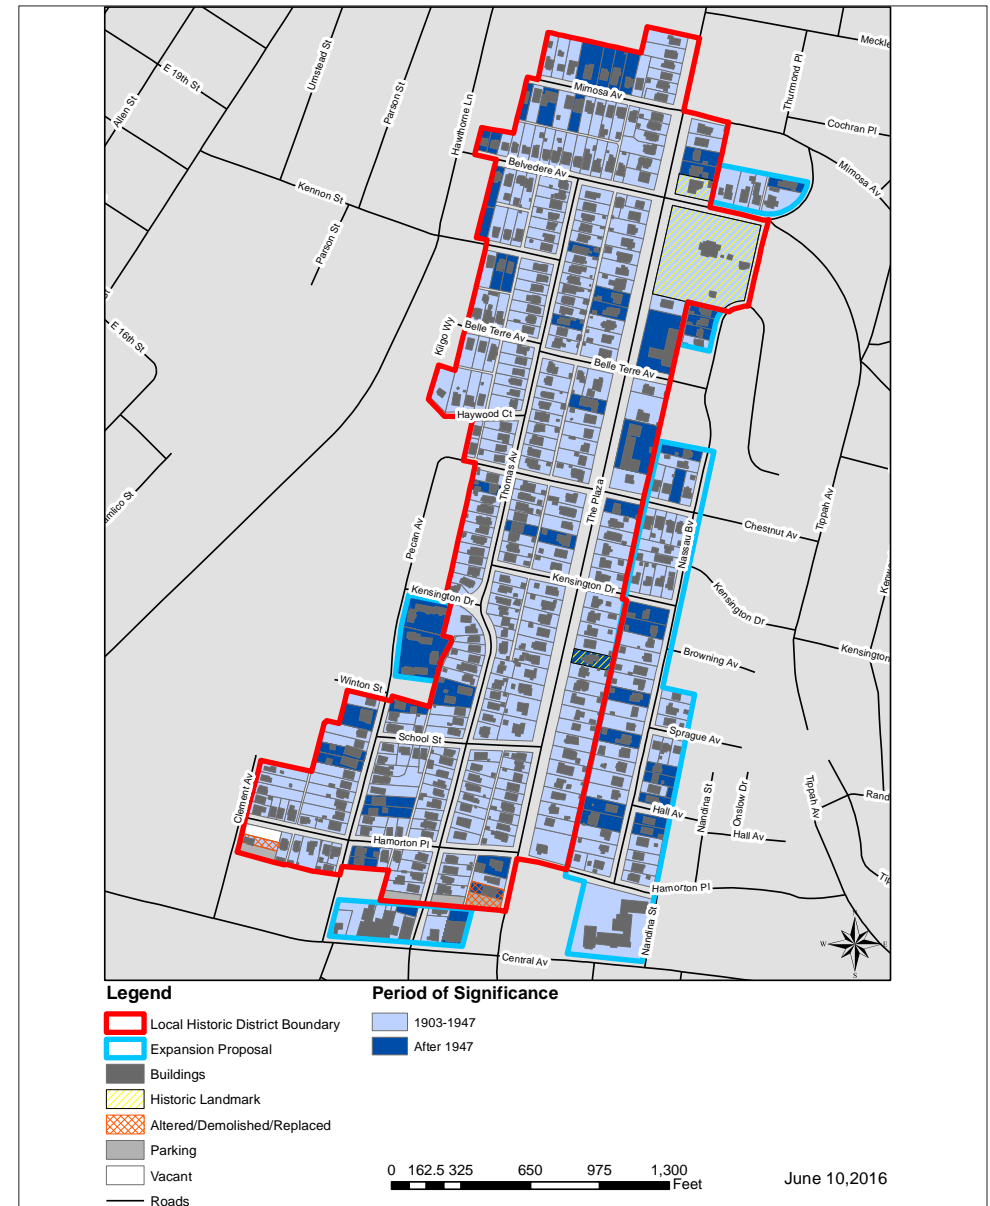 Meckle
Umstead St
E 19th St
Parson St
Hawthorne Ln
Thurmond Pl
Allen St
Mimosa Av
Cochran Pl
Mimosa Av
Belvedere Av
Kennon St
Parson St
Kilgo Wy
Belle Terre Av
E 16th St
Belle Terre Av
Haywood Ct
Thomas Av
The Plaza
Tippah Av
Pecan Av
Chestnut Av
Nassau Bv
Kensington Dr
Kensington Dr
Kensington Dr
Kensington
Browning Av
Winton St
Sprague Av
School St
Clement Av
Nandina St
Onslow Dr
Tippah Av
Rand
Hall Av
Hall Av
Hamorton Pl
Hamorton Pl
Nandina St
Central Av
N
W E
S
Legend
Local Historic District Boundary
Expansion Proposal
Buildings
Historic Landmark
Altered/Demolished/Replaced
Parking
Vacant
Roads
Period of Significance
1903-1947
After 1947
0 162.5 325 650 975 1,300
Feet
June 10,2016